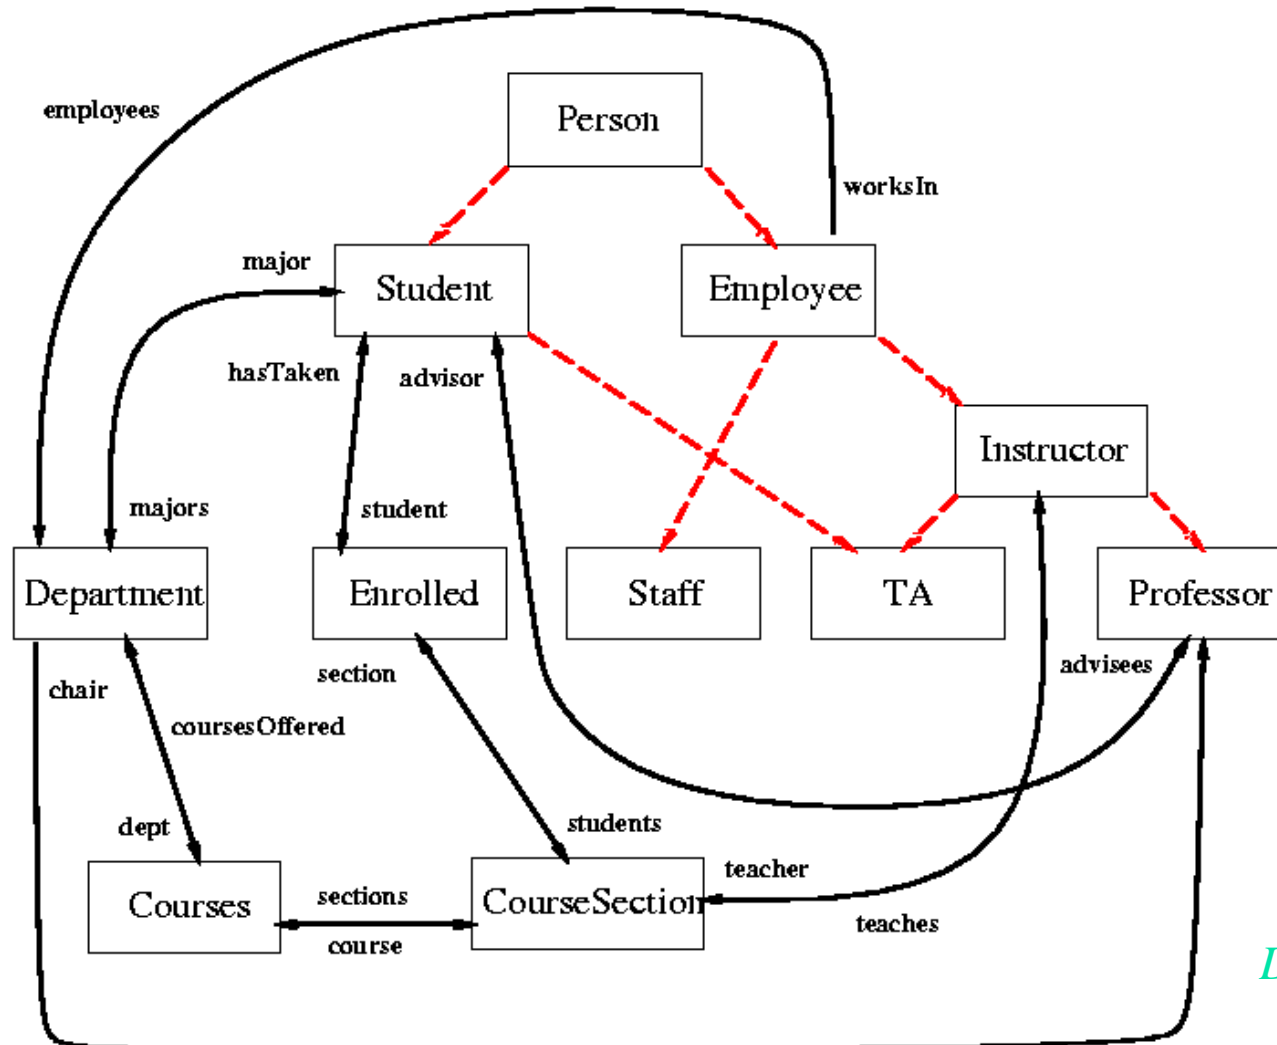 employees
Person
worksIn
major
Student
Employee
hasTaken
advisor
Instructor
majors
student
Department
Enrolled
Staff
TA
Professor
section
advisees
chair
coursesOffered
dept
students
teacher
Courses
sections
CourseSection
course
teaches